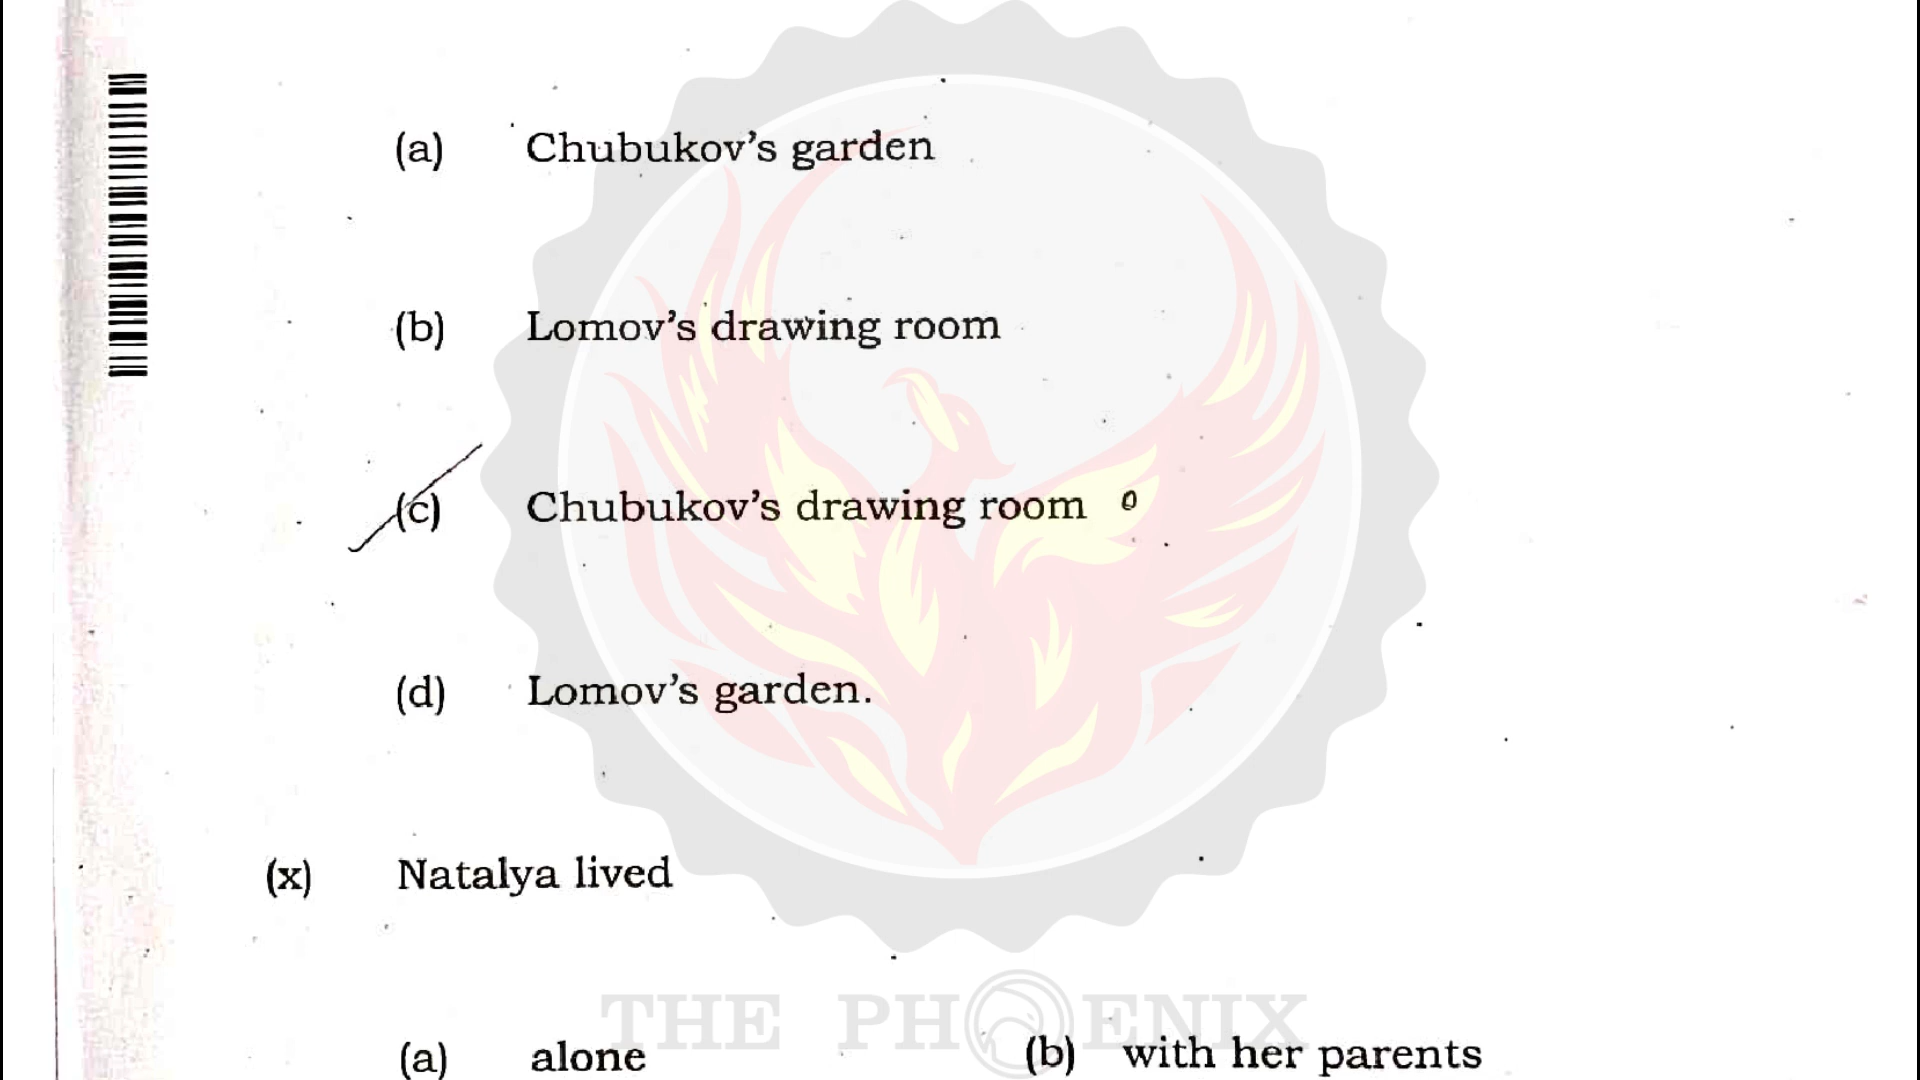 (a) Chubukov's garden
(b) Lomov's drawing room
(c) Chubukov's drawing room
(d) Lomov's garden.
(x) Natalya lived
THE PHOENIX
(a) alone (b) with her parents